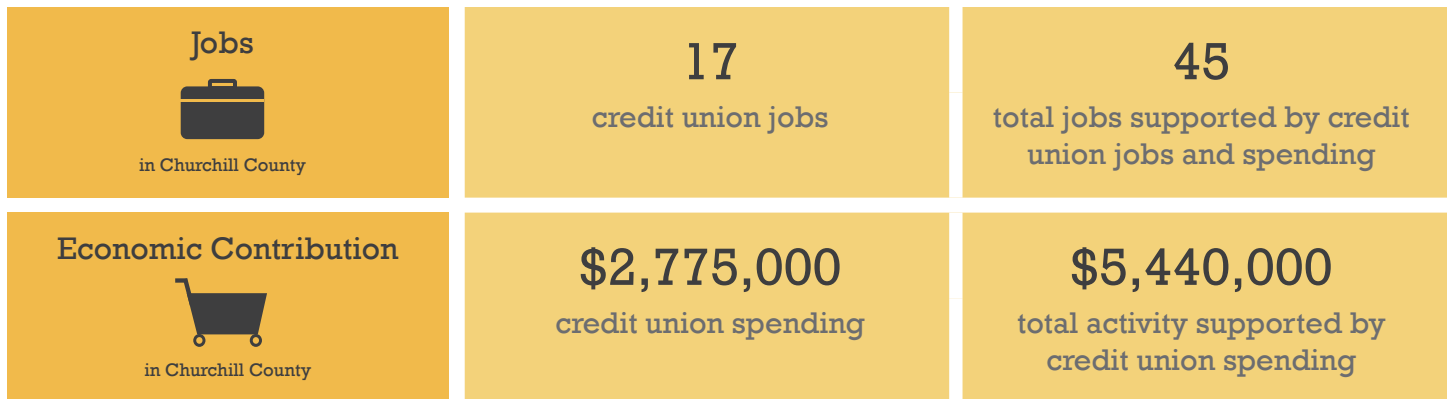 Jobs
in Churchill County
17
credit union jobs
45
total jobs supported by credit
union jobs and spending
Economic Contribution
in Churchill County
$2,775,000
credit union spending
$5,440,000
total activity supported by
credit union spending